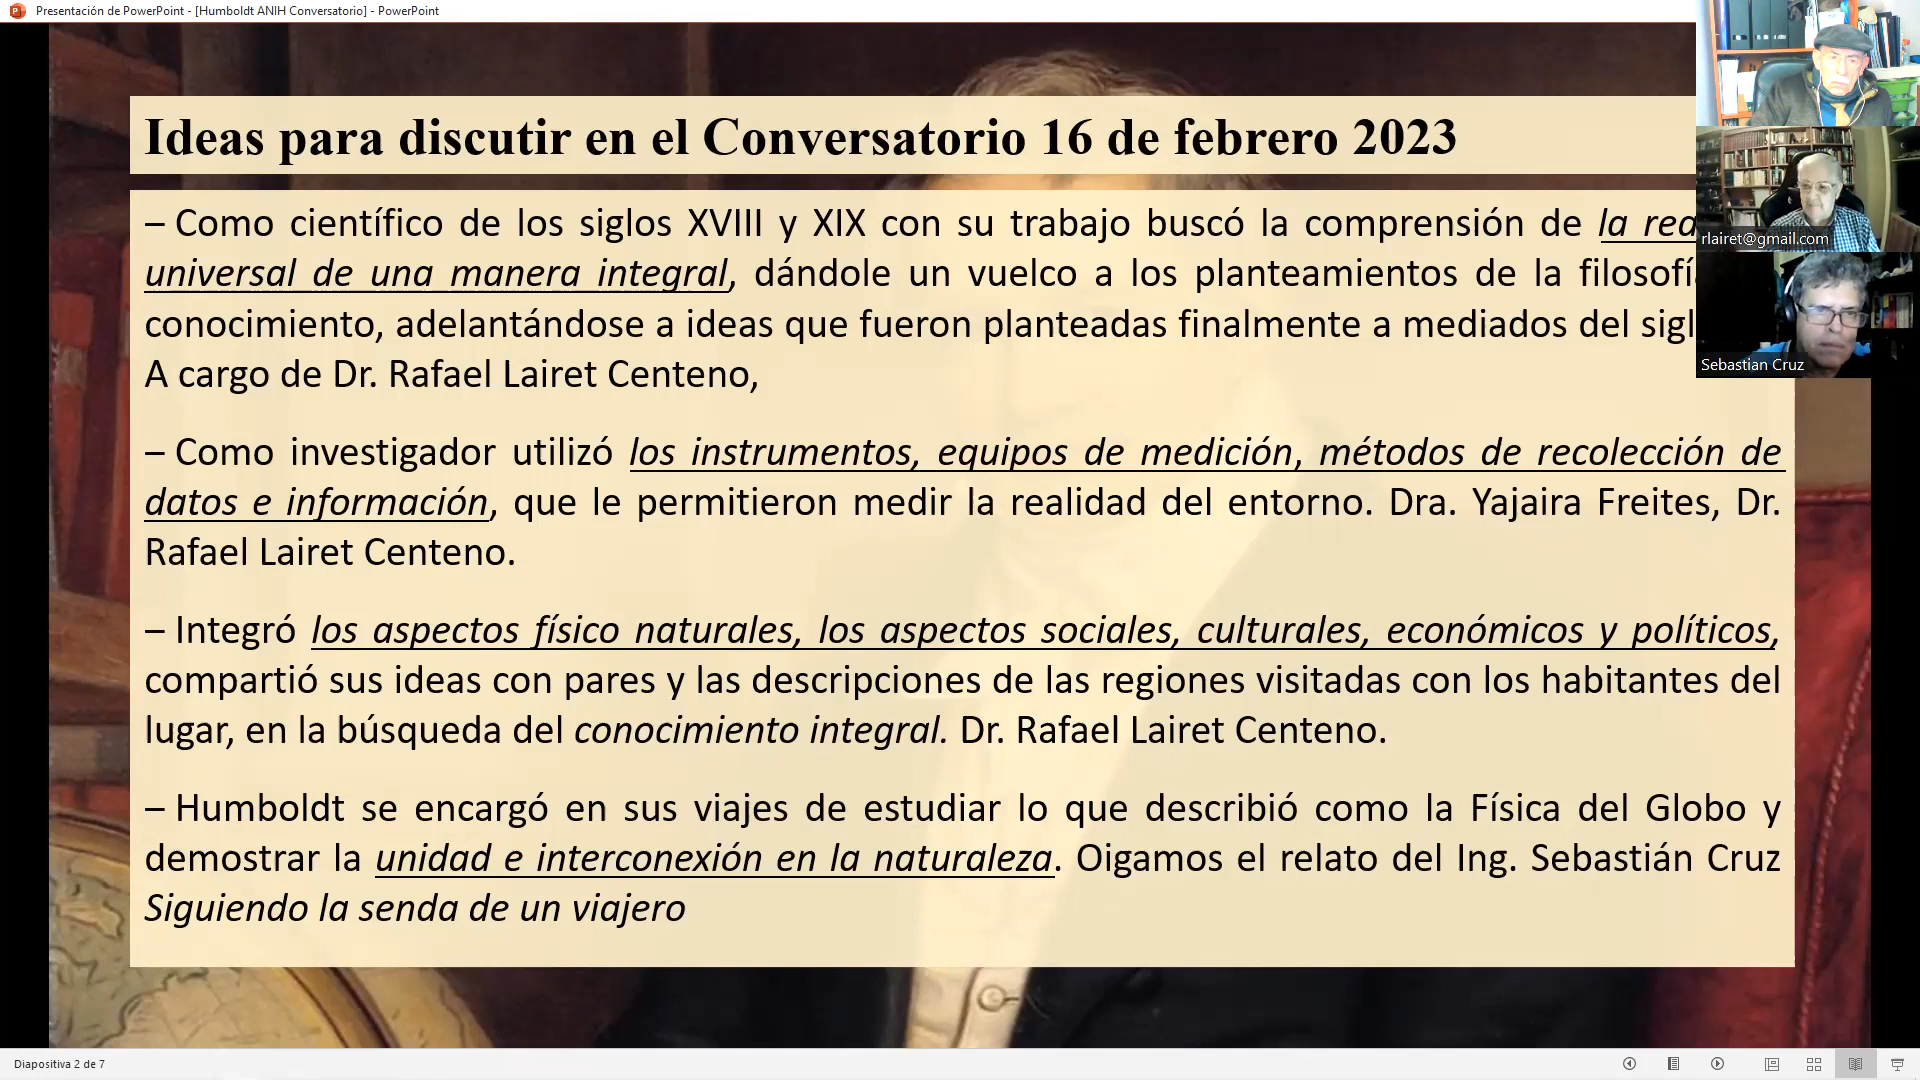 Presentación de PowerPoint - [Humboldt ANIH Conversatorio] - PowerPoint
Ideas para discutir en el Conversatorio 16 de febrero 2023
– Como científico de los siglos XVIII y XIX con su trabajo buscó la comprensión de la
universal de una manera integral, dándole un vuelco a los planteamientos de la
conocimiento, adelantándose a ideas que fueron planteadas finalmente a mediados del
A cargo de Dr. Rafael Lairet Centeno,
– Como investigador utilizó los instrumentos, equipos de medición, métodos de recolección de
datos e información, que le permitieron medir la realidad del entorno. Dra. Yajaira Freites, Dr.
Rafael Lairet Centeno.
– Integró los aspectos físico naturales, los aspectos sociales, culturales, económicos y políticos,
compartió sus ideas con pares y las descripciones de las regiones visitadas con los habitantes del
lugar, en la búsqueda del conocimiento integral. Dr. Rafael Lairet Centeno.
– Humboldt se encargó en sus viajes de estudiar lo que describió como la Física del Globo y
demostrar la unidad e interconexión en la naturaleza. Oigamos el relato del Ing. Sebastián Cruz
Siguiendo la senda de un viajero
rlairet@gmail.com
Sebastian Cruz
Diapositiva 2 de 7